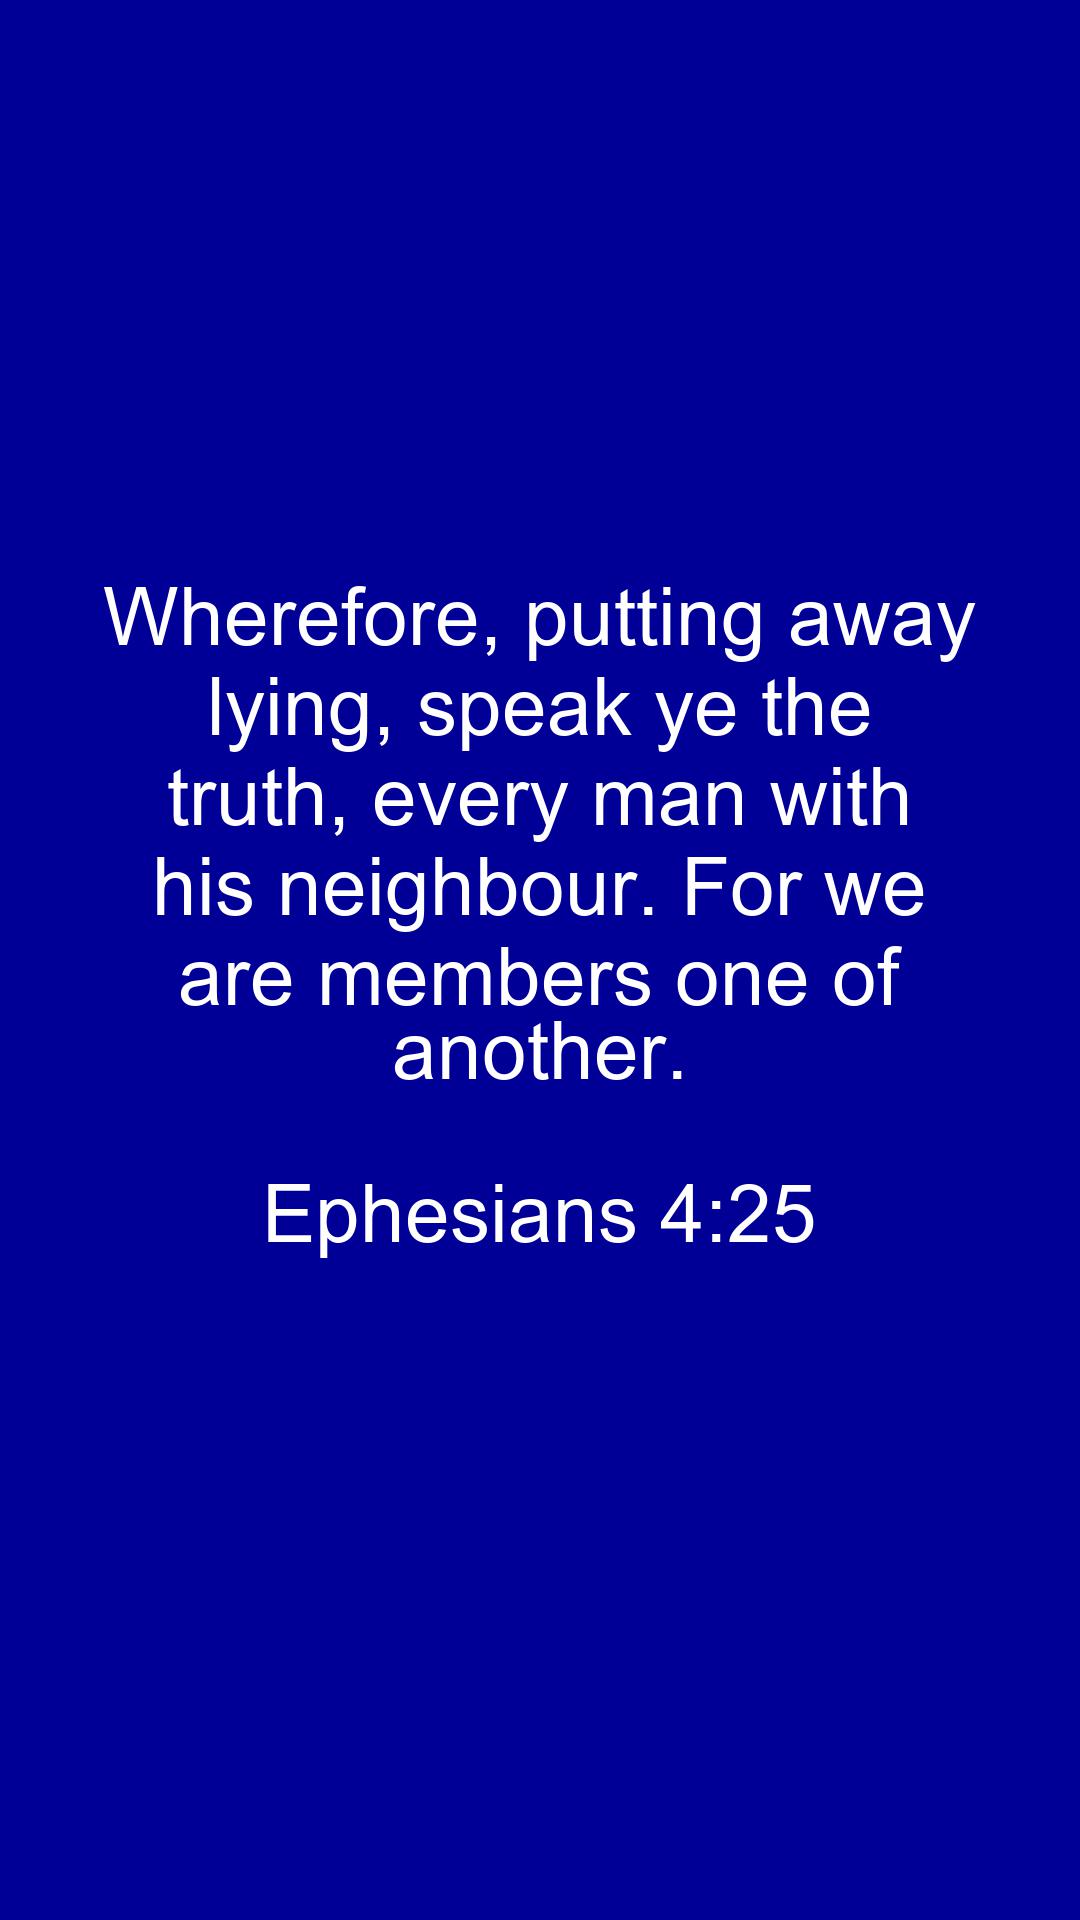 Wherefore, putting away
lying, speak ye the
truth, every man with
his neighbour. For we
are members one of
another.
Ephesians 4:25